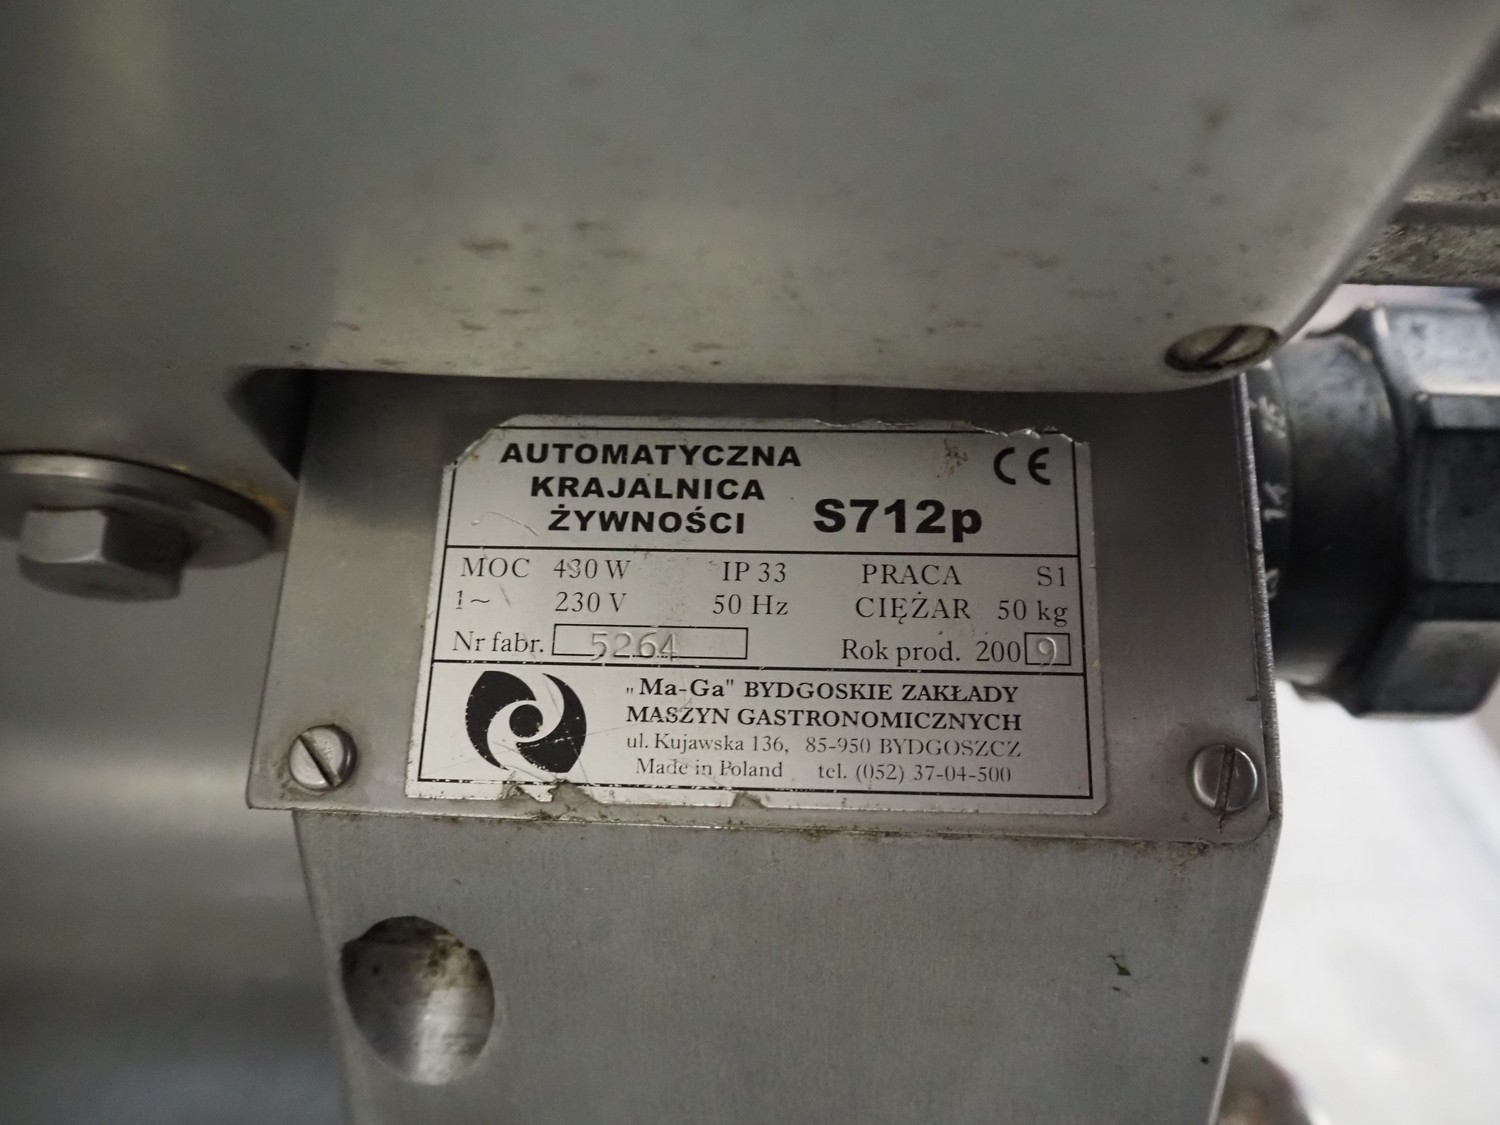 AUTOMATYCZNA
KRAJALNICA
ŻYWNOŚCI S712p CE
MOC 430 W IP 33 PRACA S1
1~ 230 V 50 Hz CIĘŻAR 50 kg
Nr fabr. 5264 Rok prod. 2009
„Ma-Ga" BYDGOSKIE ZAKŁADY
MASZYN GASTRONOMICZNYCH
ul. Kujawska 136, 85-950 BYDGOSZCZ
Made in Poland tel. (052) 37-04-500
14